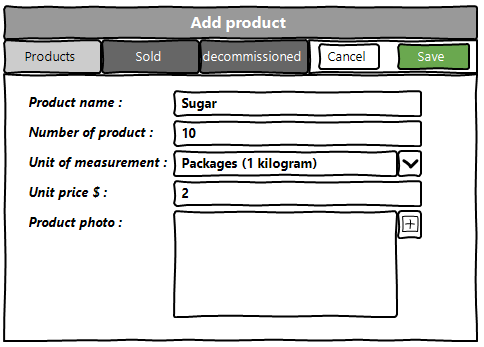 Add product
Products Sold decommissioned Cancel Save
Product name : Sugar
Number of product : 10
Unit of measurement : Packages (1 kilogram)
Unit price $ : 2
Product photo :